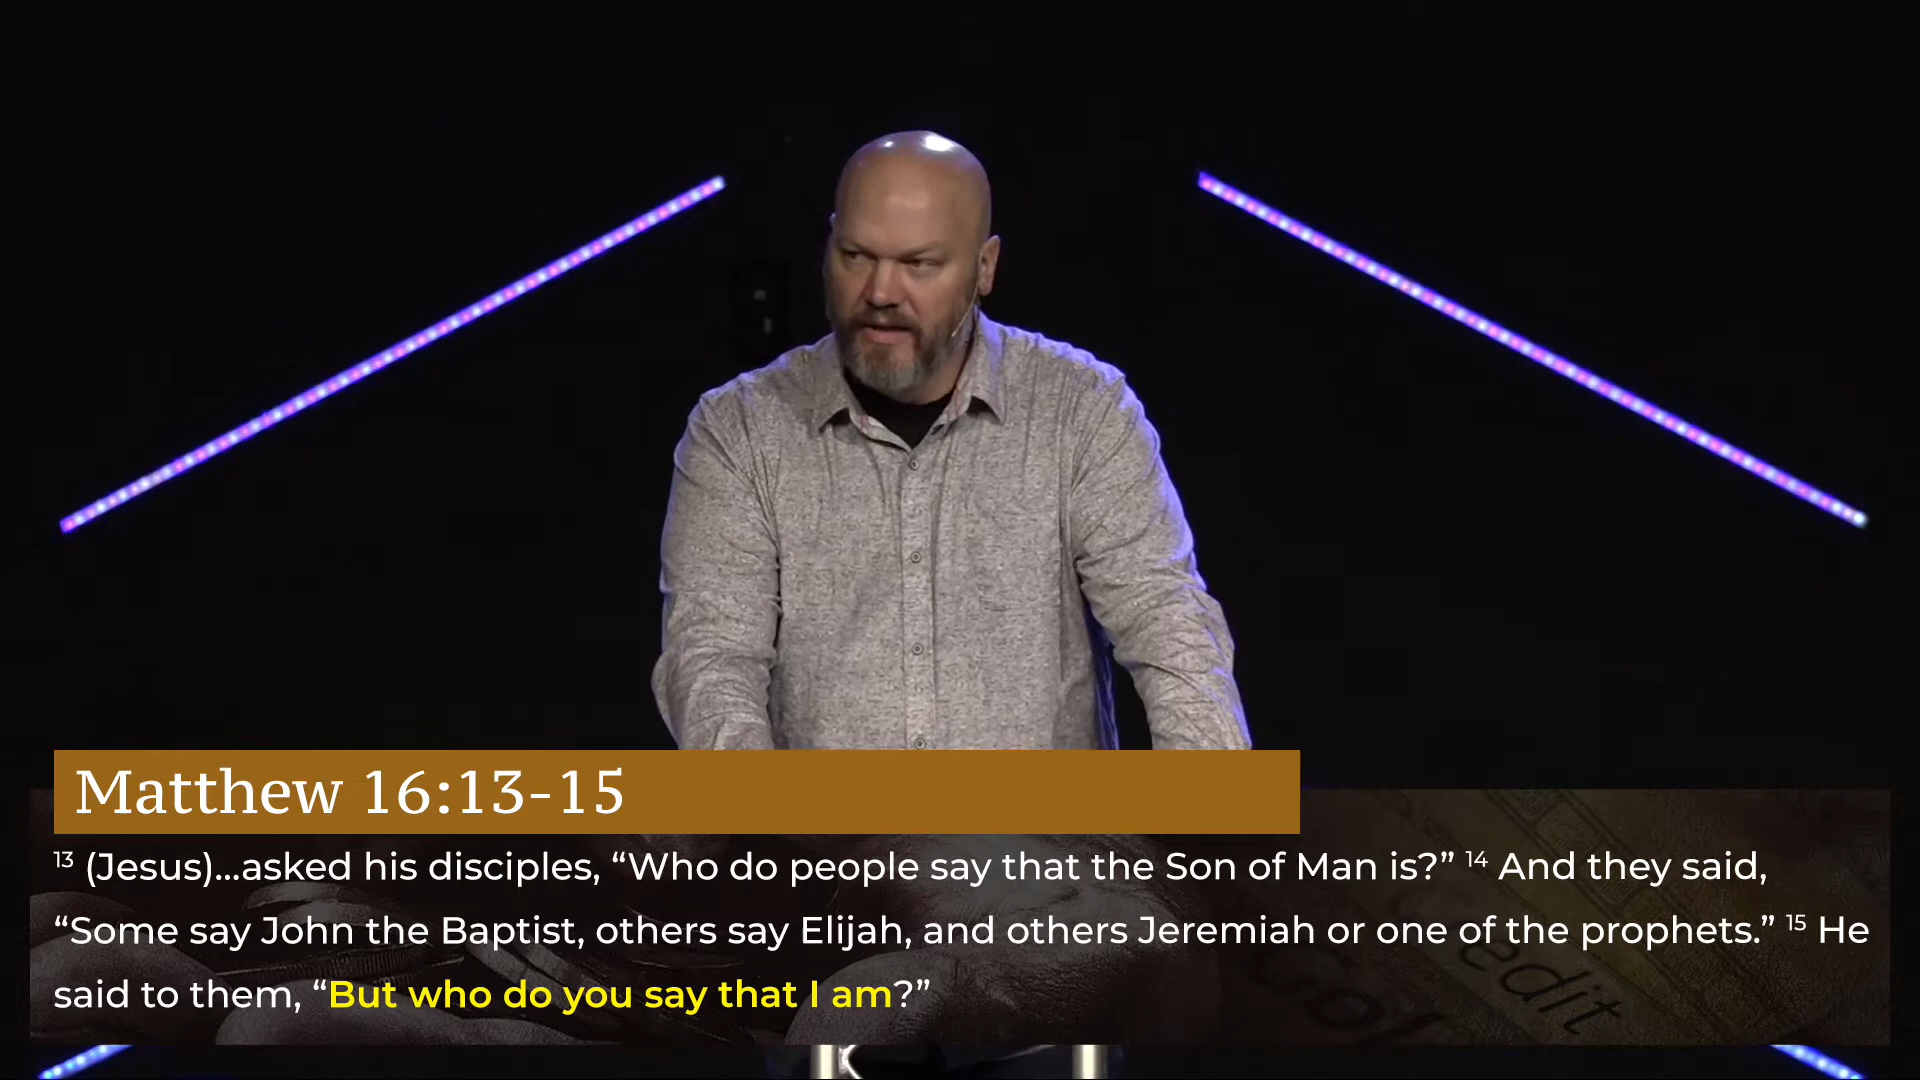 Matthew 16:13-15
13 (Jesus)...asked his disciples, “Who do people say that the Son of Man is?” 14 And they said,
“Some say John the Baptist, others say Elijah, and others Jeremiah or one of the prophets.” 15 He
said to them, “But who do you say that I am?”
edit